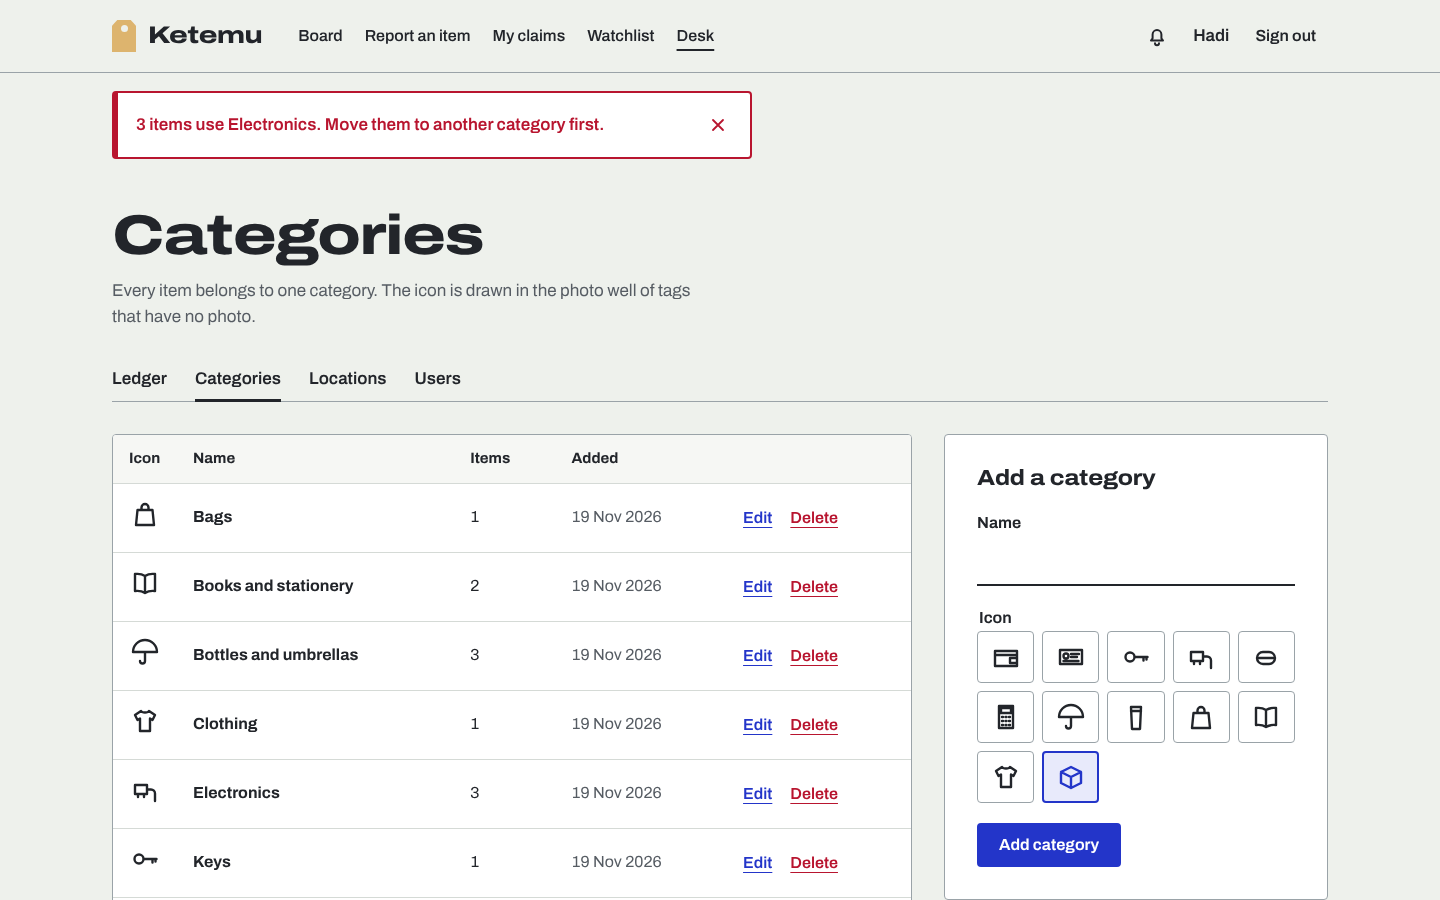 Ketemu Board Report an item My claims Watchlist Desk Hadi Sign out
3 items use Electronics. Move them to another category first.
Categories
Every item belongs to one category. The icon is drawn in the photo well of tags
that have no photo.
Ledger Categories Locations Users
Icon Name Items Added
Bags 1 19 Nov 2026 Edit Delete
Books and stationery 2 19 Nov 2026 Edit Delete
Bottles and umbrellas 3 19 Nov 2026 Edit Delete
Clothing 1 19 Nov 2026 Edit Delete
Electronics 3 19 Nov 2026 Edit Delete
Keys 1 19 Nov 2026 Edit Delete
Add a category
Name
Icon
Add category